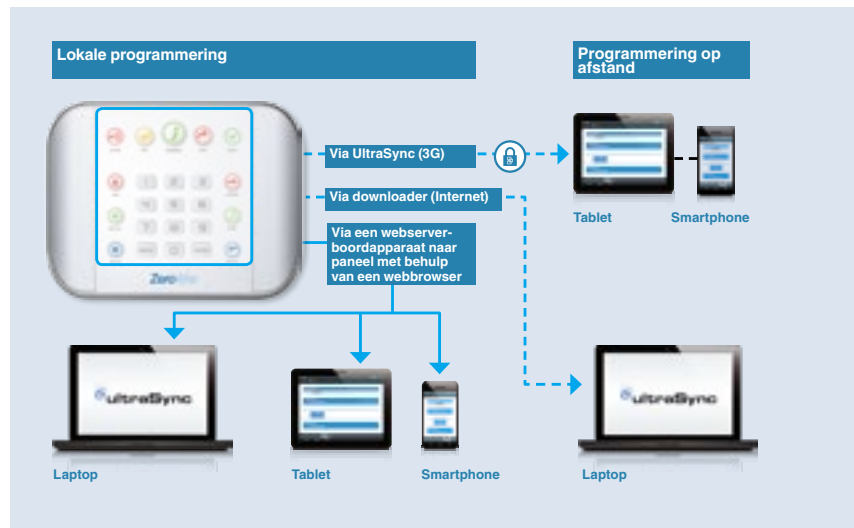 Lokale programmering
Programmering op
afstand
Via UltraSync (3G)
Via downloader (Internet)
Via een webserver-
boordapparaat naar
paneel met behulp
van een webbrowser
Tablet
Smartphone
ultraSync
ultraSync
Laptop
Tablet
Smartphone
Laptop